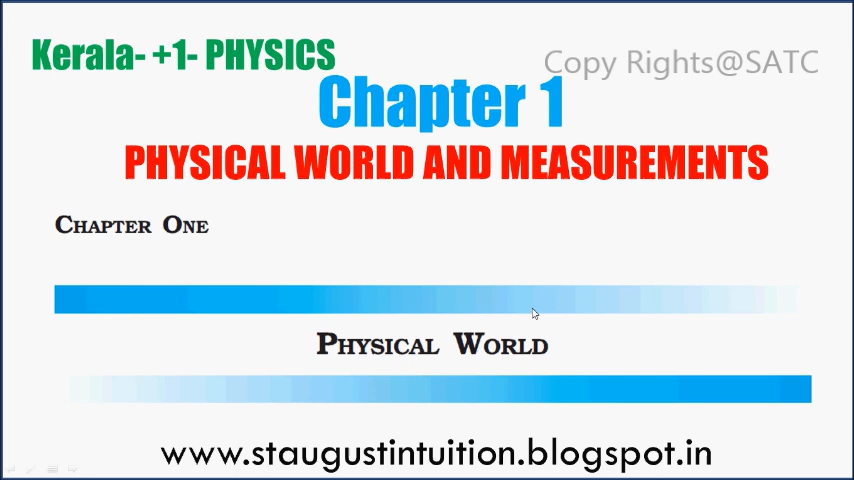 Kerala- +1- PHYSICS
Copy Rights@SATC
Chapter 1
PHYSICAL WORLD AND MEASUREMENTS
CHAPTER ONE
PHYSICAL WORLD
www.staugustintuition.blogspot.in